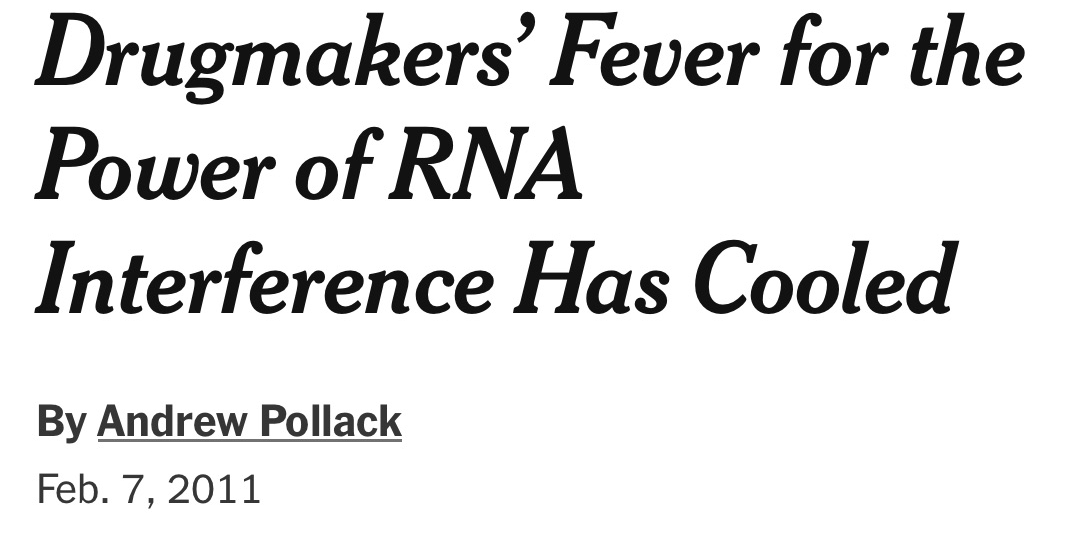 Drugmakers’ Fever for the
Power of RNA
Interference Has Cooled
By Andrew Pollack
Feb. 7, 2011